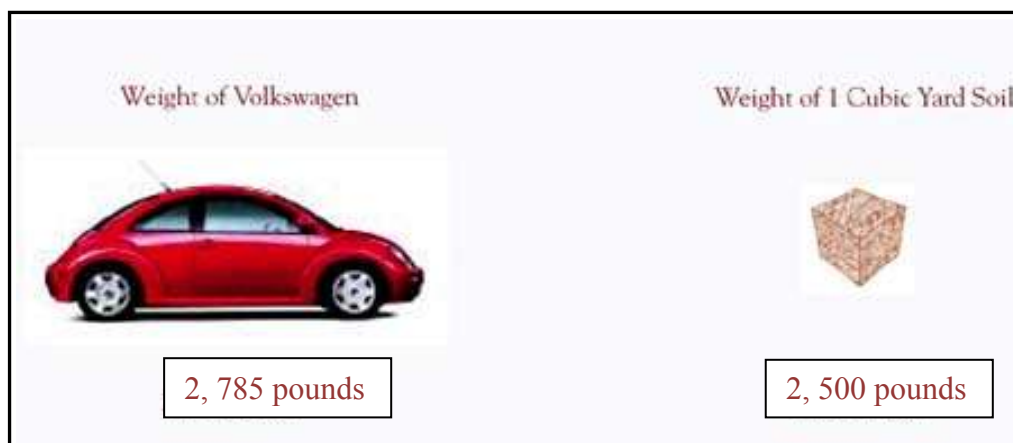 Weight of Volkswagen
Weight of 1 Cubic Yard Soil
2, 785 pounds
2, 500 pounds